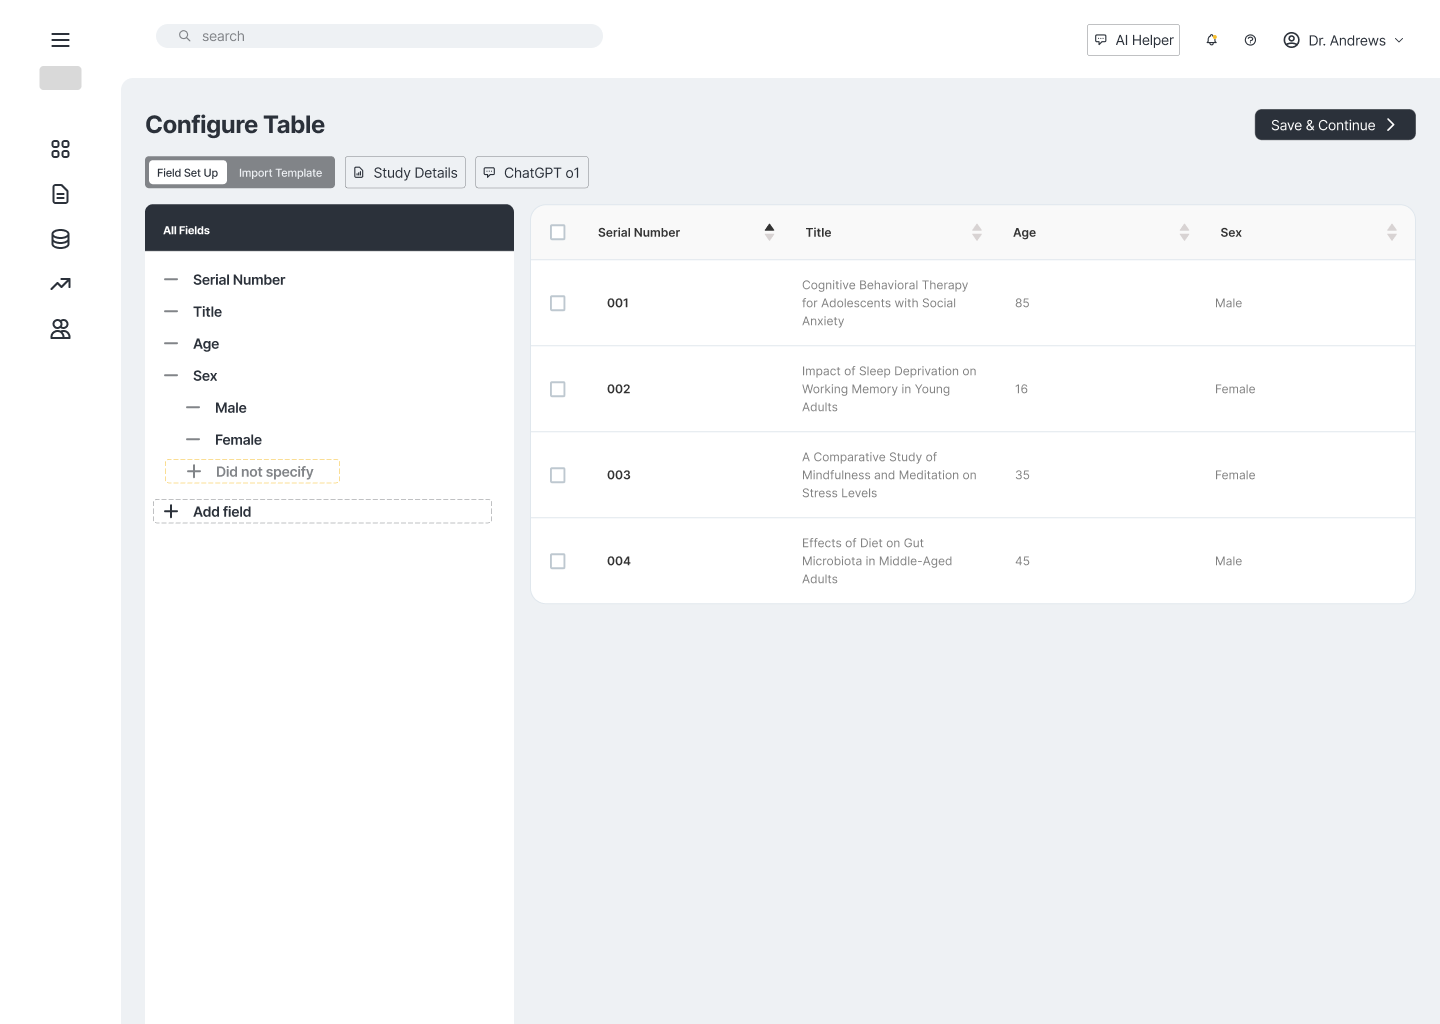 search
AI Helper
Dr. Andrews
Configure Table
Save & Continue
Field Set Up
Import Template
Study Details
ChatGPT o1
All Fields
Serial Number
Title
Age
Sex
Male
Female
Did not specify
Add field
Serial Number
Title
Age
Sex
001
Cognitive Behavioral Therapy
for Adolescents with Social
Anxiety
85
Male
002
Impact of Sleep Deprivation on
Working Memory in Young
Adults
16
Female
003
A Comparative Study of
Mindfulness and Meditation on
Stress Levels
35
Female
004
Effects of Diet on Gut
Microbiota in Middle-Aged
Adults
45
Male